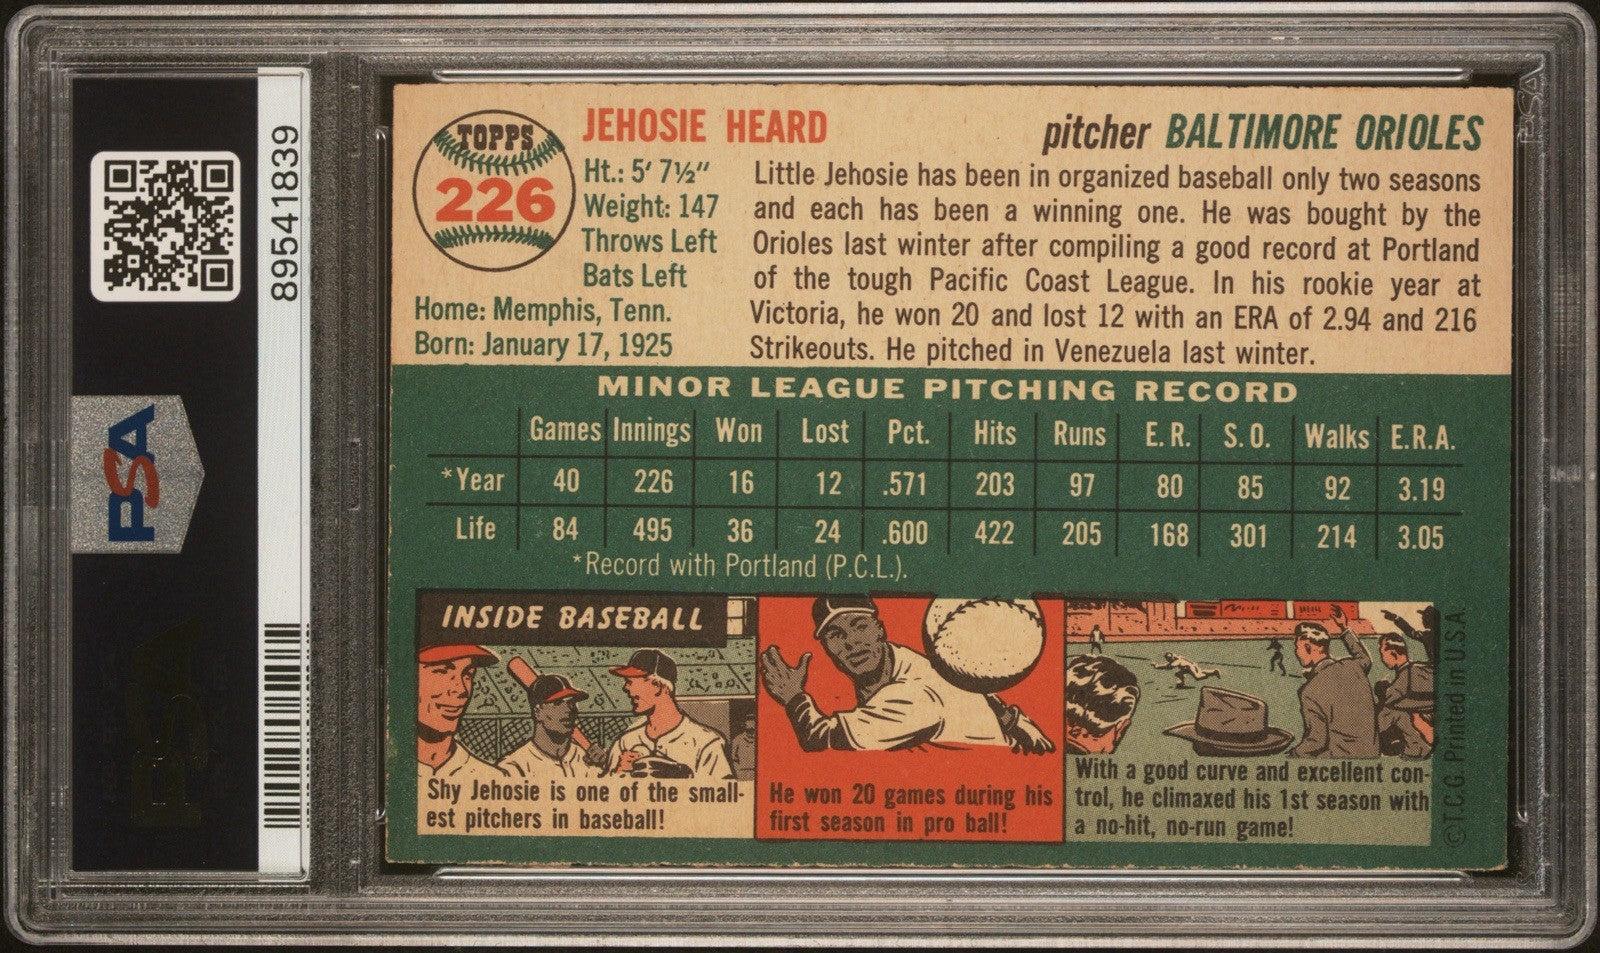 89541839
PSA
TOPPS
226
JEHOSIE HEARD
pitcher BALTIMORE ORIOLES
Ht.: 5' 7½"
Weight: 147
Throws Left
Bats Left
Home: Memphis, Tenn.
Born: January 17, 1925
Little Jehosie has been in organized baseball only two seasons
and each has been a winning one. He was bought by the
Orioles last winter after compiling a good record at Portland
of the tough Pacific Coast League. In his rookie year at
Victoria, he won 20 and lost 12 with an ERA of 2.94 and 216
Strikeouts. He pitched in Venezuela last winter.
MINOR LEAGUE PITCHING RECORD
Games Innings Won Lost Pct. Hits Runs E.R. S.O. Walks E.R.A.
*Year 40 226 16 12 .571 203 97 80 85 92 3.19
Life 84 495 36 24 .600 422 205 168 301 214 3.05
*Record with Portland (P.C.L.).
INSIDE BASEBALL
Shy Jehosie is one of the small-
est pitchers in baseball!
He won 20 games during his
first season in pro ball!
With a good curve and excellent con-
trol, he climaxed his 1st season with
a no-hit, no-run game!
©T.C.G. Printed in U.S.A.
PSA
PSA